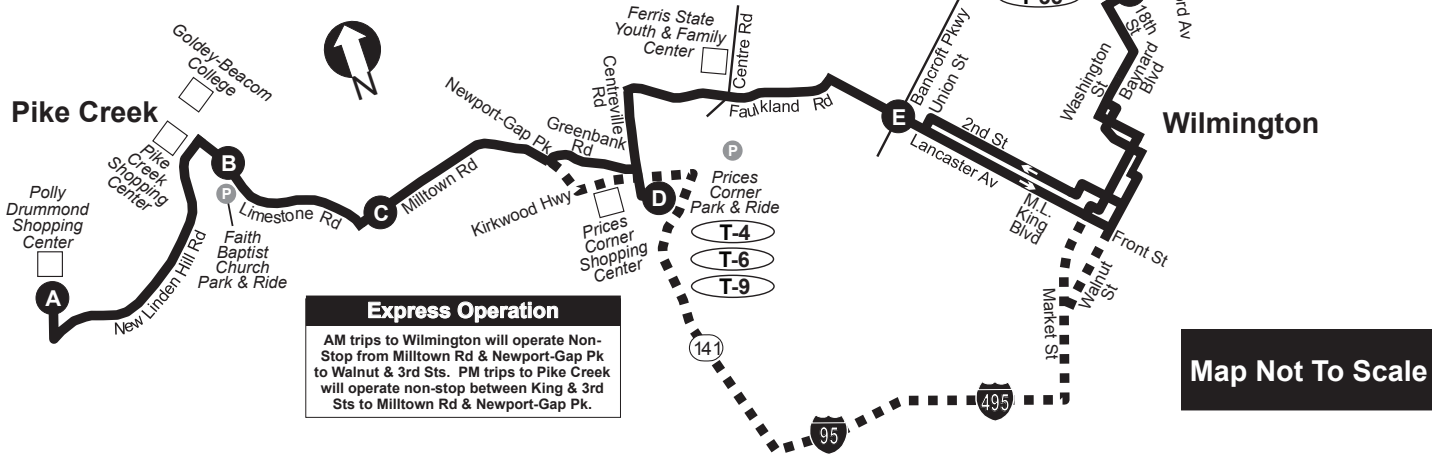 Pike Creek
Goldey-Beacom
College
Pike
Creek
Shopping
Center
Polly
Drummond
Shopping
Center
A
New Linden Hill Rd
B
P
Faith
Baptist
Church
Park & Ride
Limestone Rd
C
Milltown Rd
N
Newport-Gap Pk
Greenbank
Rd
Kirkwood Hwy
Centreville
Rd
D
Prices
Corner
Shopping
Center
Ferris State
Youth & Family
Center
Centre Rd
Faulkland Rd
P
Prices
Corner
Park & Ride
T-4
T-6
T-9
141
95
495
E
Bancroft Pkwy
Union St
2nd St
Lancaster Av
M.L.
King
Blvd
Front St
Walnut
St
Market St
Washington
St
18th
St
Baynard
Blvd
Wilmington
Express Operation
AM trips to Wilmington will operate Non-
Stop from Milltown Rd & Newport-Gap Pk
to Walnut & 3rd Sts. PM trips to Pike Creek
will operate non-stop between King & 3rd
Sts to Milltown Rd & Newport-Gap Pk.
Map Not To Scale